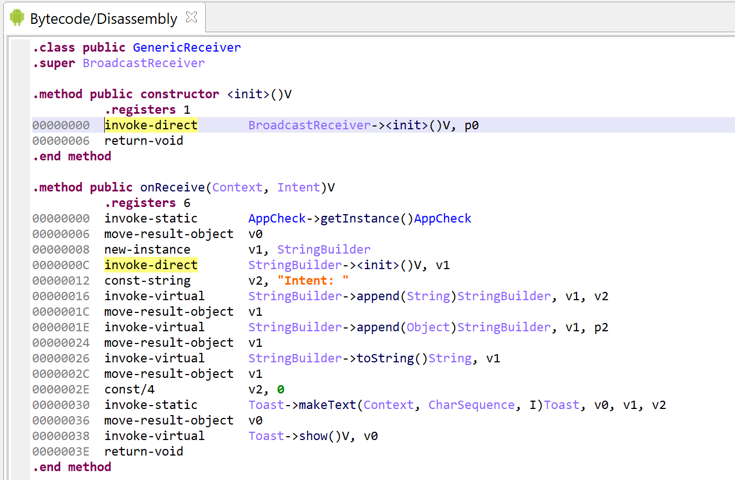 Bytecode/Disassembly
.class public GenericReceiver
.super BroadcastReceiver
.method public constructor <init>()V
.registers 1
00000000 invoke-direct BroadcastReceiver-><init>()V, p0
00000006 return-void
.end method
.method public onReceive(Context, Intent)V
.registers 6
00000000 invoke-static AppCheck->getInstance()AppCheck
00000006 move-result-object v0
00000008 new-instance v1, StringBuilder
0000000C invoke-direct StringBuilder-><init>()V, v1
00000012 const-string v2, "Intent: "
00000016 invoke-virtual StringBuilder->append(String)StringBuilder, v1, v2
0000001C move-result-object v1
0000001E invoke-virtual StringBuilder->append(Object)StringBuilder, v1, p2
00000024 move-result-object v1
00000026 invoke-virtual StringBuilder->toString()String, v1
0000002C move-result-object v1
0000002E const/4 v2, 0
00000030 invoke-static Toast->makeText(Context, CharSequence, I)Toast, v0, v1, v2
00000036 move-result-object v0
00000038 invoke-virtual Toast->show()V, v0
0000003E return-void
.end method